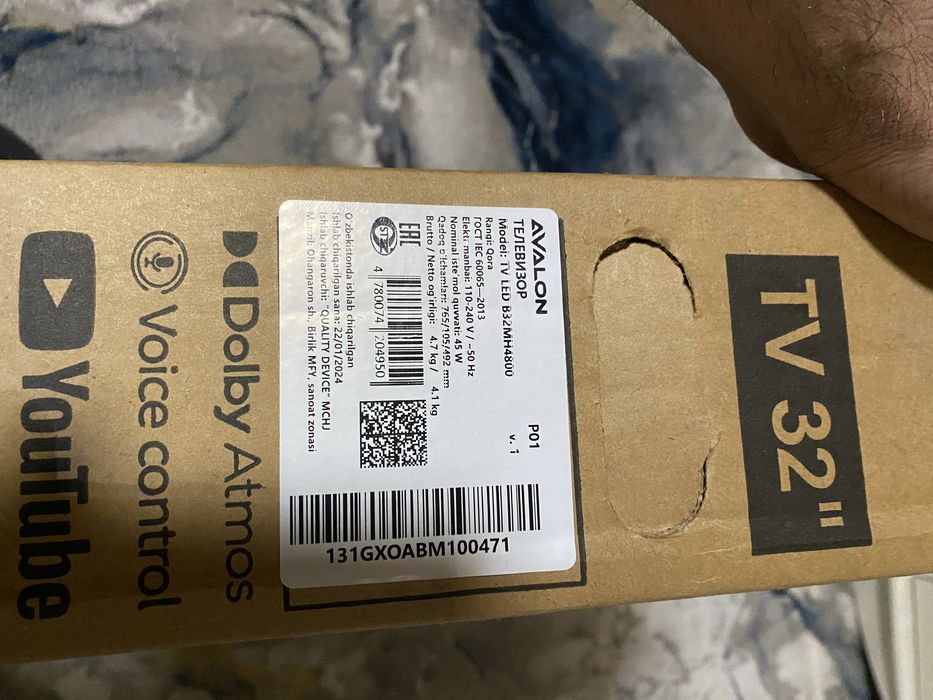 TV 32"
AVALON
ТЕЛЕВИЗОР
Model: TV LED B32MH4800
P01
v. 1
Rangi: Qora
ГОСТ IEC 60065—2013
Elektr manbai: 110-240 V / ~50 Hz
Nominal iste'mol quvvati: 45 W
Qadoq o'lchamlari: 765/105/492 mm
Brutto / Netto og'irligi: 4.7 kg / 4.1 kg
EAC
4 780074 204950
O'zbekistonda ishlab chiqarilgan
Ishlab chiqarilgan sana: 22/01/2024
Ishlab chiqaruvchi: "QUALITY DEVICE" MCHJ
Manzil: Ohangaron sh., Birlik MFY, sanoat zonasi
131GXOABM100471
Dolby Atmos
Voice control
YouTube